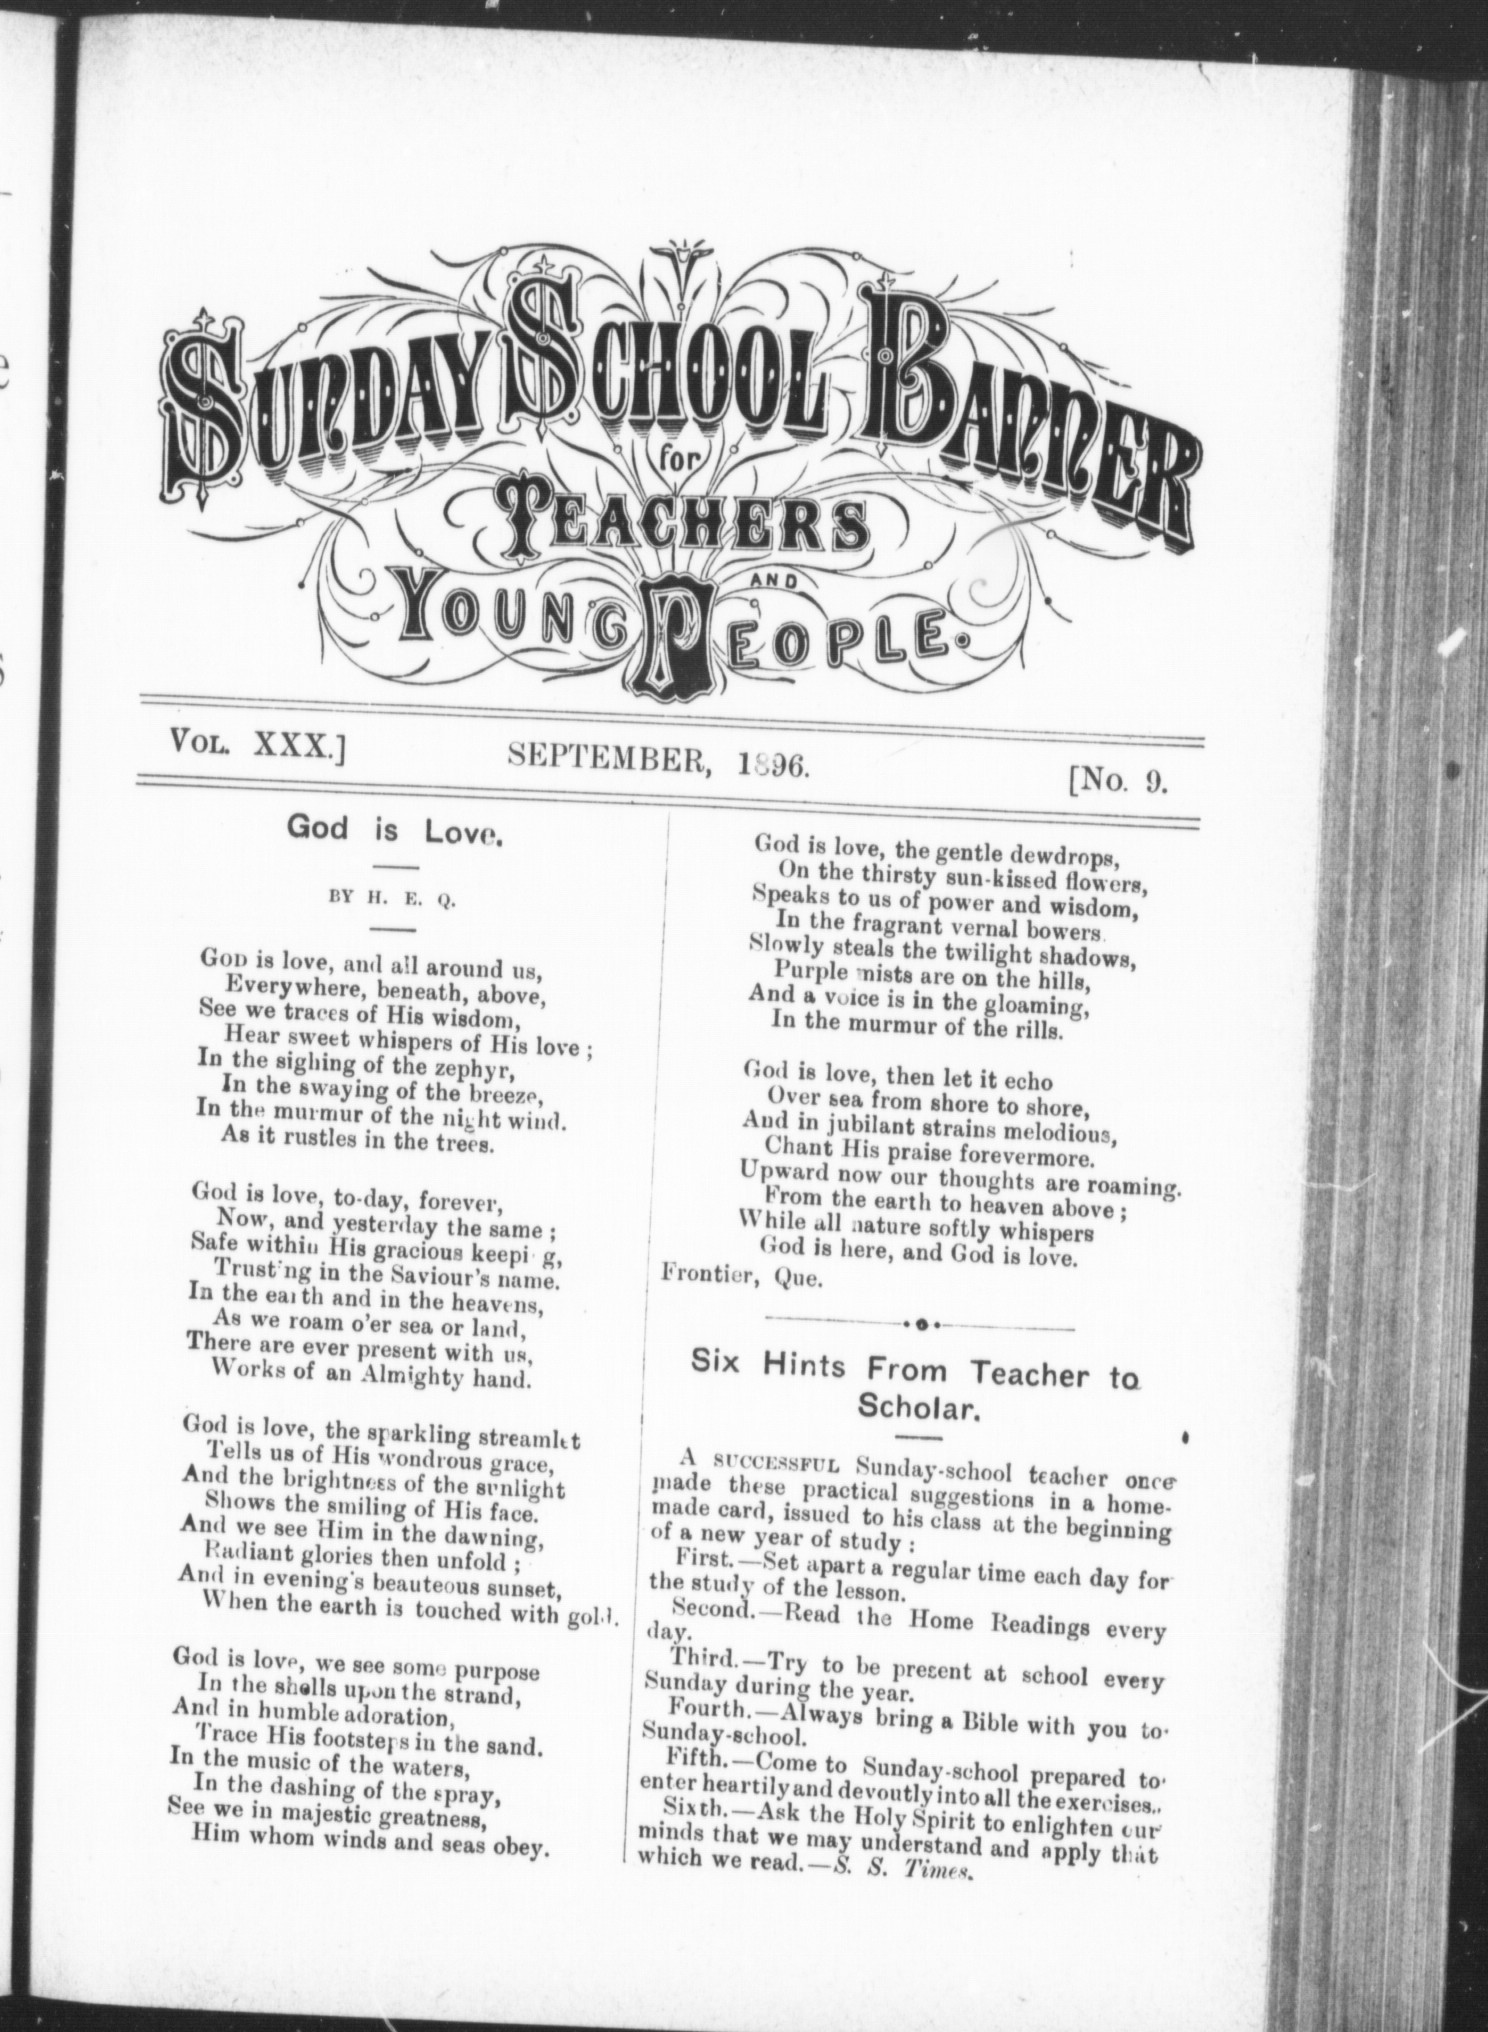 SUNDAY SCHOOL BANNER
for
TEACHERS
AND
YOUNG PEOPLE.
VOL. XXX.] SEPTEMBER, 1896. [No. 9.
God is Love.
BY H. E. Q.
GOD is love, and all around us,
Everywhere, beneath, above,
See we traces of His wisdom,
Hear sweet whispers of His love ;
In the sighing of the zephyr,
In the swaying of the breeze,
In the murmur of the night wind.
As it rustles in the trees.
God is love, to-day, forever,
Now, and yesterday the same ;
Safe within His gracious keeping,
Trusting in the Saviour's name.
In the earth and in the heavens,
As we roam o'er sea or land,
There are ever present with us,
Works of an Almighty hand.
God is love, the sparkling streamlet
Tells us of His wondrous grace,
And the brightness of the sunlight
Shows the smiling of His face.
And we see Him in the dawning,
Radiant glories then unfold ;
And in evening's beauteous sunset,
When the earth is touched with gold.
God is love, we see some purpose
In the shells upon the strand,
And in humble adoration,
Trace His footsteps in the sand.
In the music of the waters,
In the dashing of the spray,
See we in majestic greatness,
Him whom winds and seas obey.
God is love, the gentle dewdrops,
On the thirsty sun-kissed flowers,
Speaks to us of power and wisdom,
In the fragrant vernal bowers.
Slowly steals the twilight shadows,
Purple mists are on the hills,
And a voice is in the gloaming,
In the murmur of the rills.
God is love, then let it echo
Over sea from shore to shore,
And in jubilant strains melodious,
Chant His praise forevermore.
Upward now our thoughts are roaming.
From the earth to heaven above ;
While all nature softly whispers
God is here, and God is love.
Frontier, Que.
Six Hints From Teacher to
Scholar.
A SUCCESSFUL Sunday-school teacher once
made these practical suggestions in a home-
made card, issued to his class at the beginning
of a new year of study :
First.—Set apart a regular time each day for
the study of the lesson.
Second.—Read the Home Readings every
day.
Third.—Try to be present at school every
Sunday during the year.
Fourth.—Always bring a Bible with you to
Sunday-school.
Fifth.—Come to Sunday-school prepared to
enter heartily and devoutly into all the exercises.
Sixth.—Ask the Holy Spirit to enlighten our
minds that we may understand and apply that
which we read.—S. S. Times.